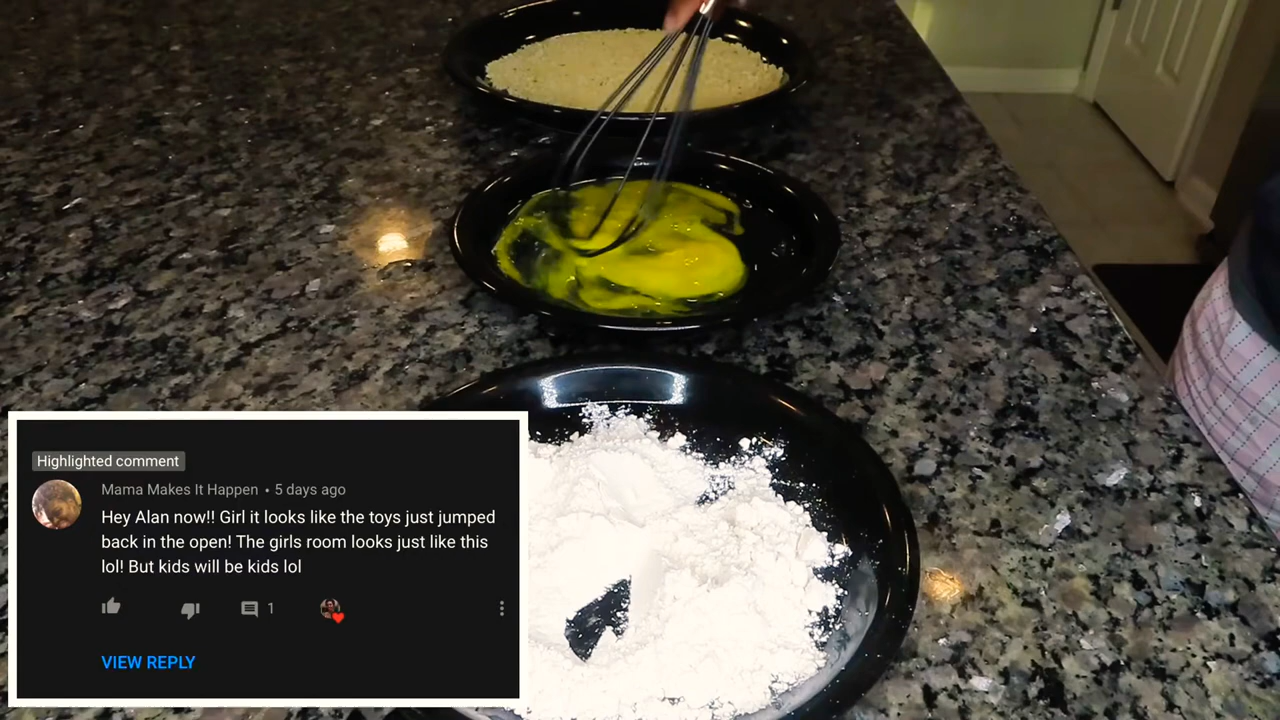 Highlighted comment
Mama Makes It Happen • 5 days ago
Hey Alan now!! Girl it looks like the toys just jumped
back in the open! The girls room looks just like this
lol! But kids will be kids lol
1
VIEW REPLY